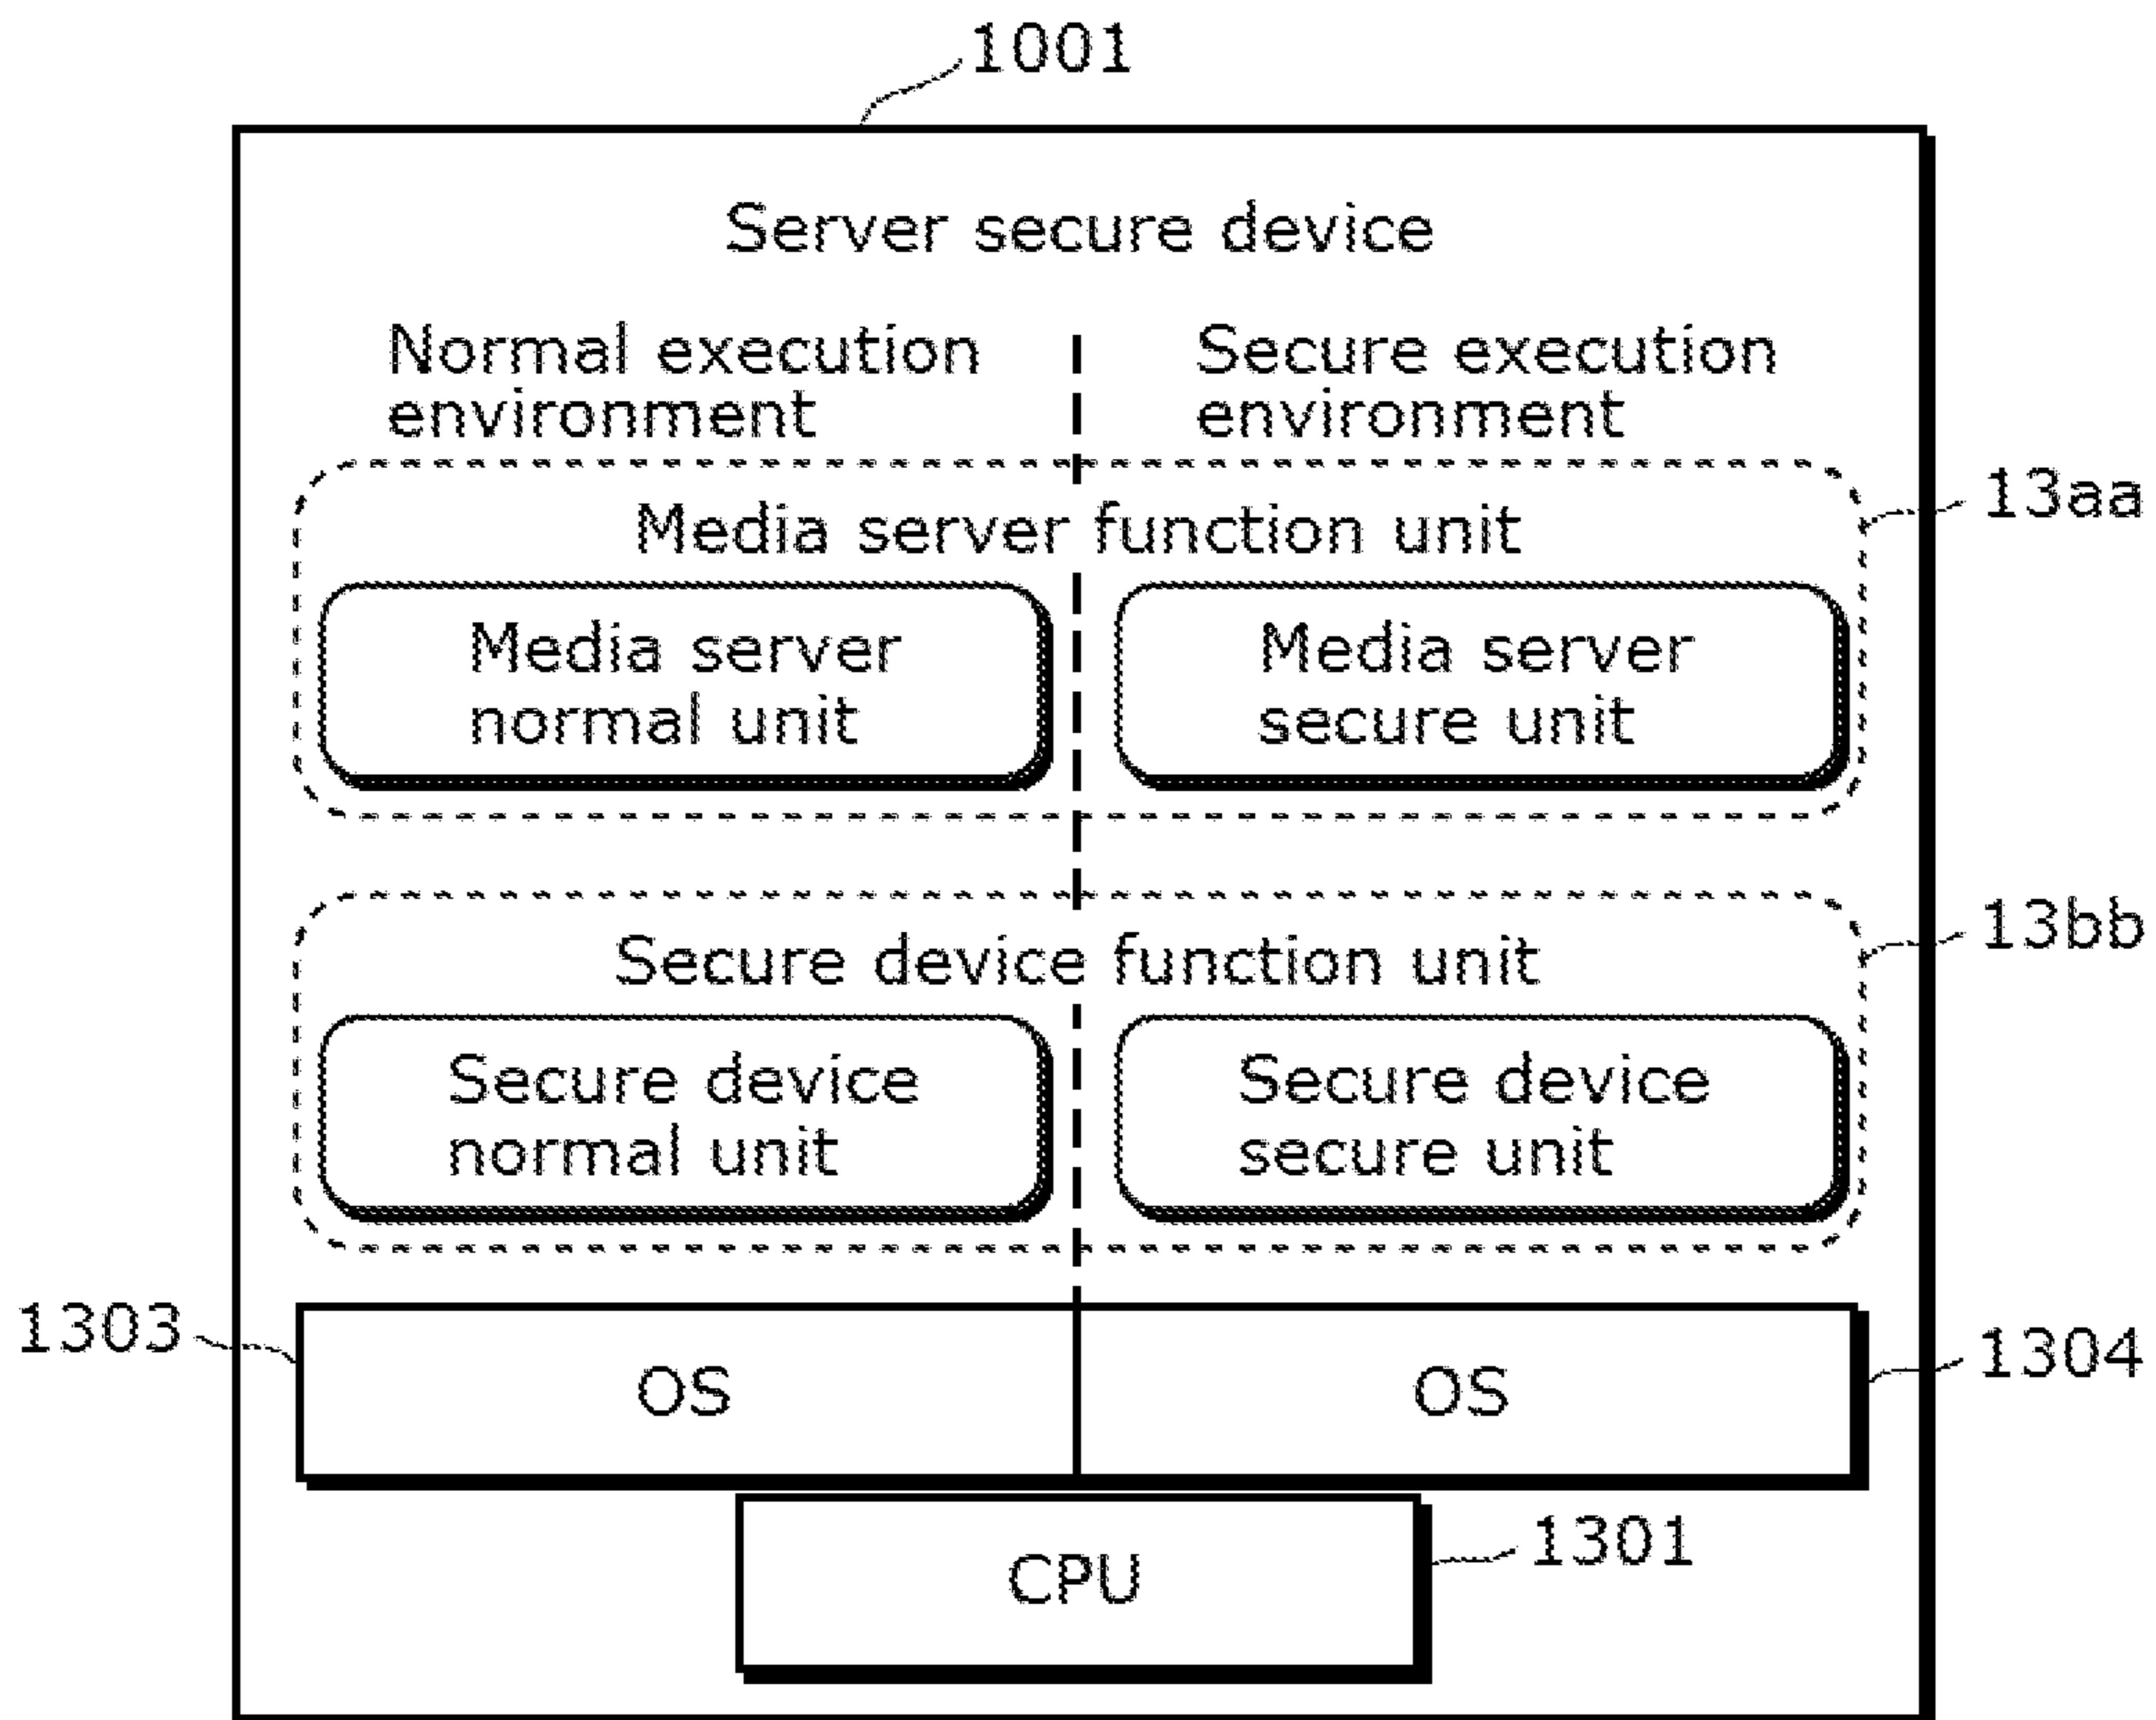 1001
Server secure device
Normal execution
environment
Secure execution
environment
13aa
Media server function unit
Media server
normal unit
Media server
secure unit
13bb
Secure device function unit
Secure device
normal unit
Secure device
secure unit
1303
OS
OS
1304
CPU
1301